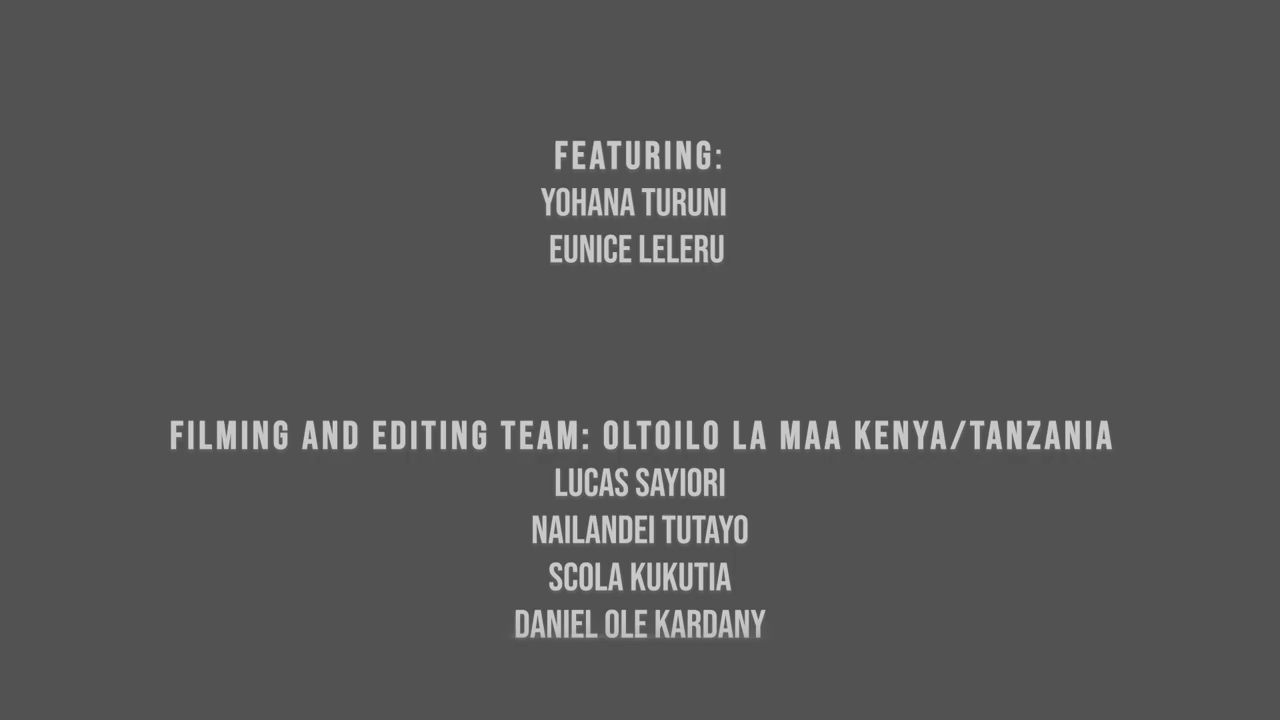 FEATURING:
YOHANA TURUNI
EUNICE LELERU
FILMING AND EDITING TEAM: OLTOILO LA MAA KENYA/TANZANIA
LUCAS SAYIORI
NAILANDEI TUTAYO
SCOLA KUKUTIA
DANIEL OLE KARDANY